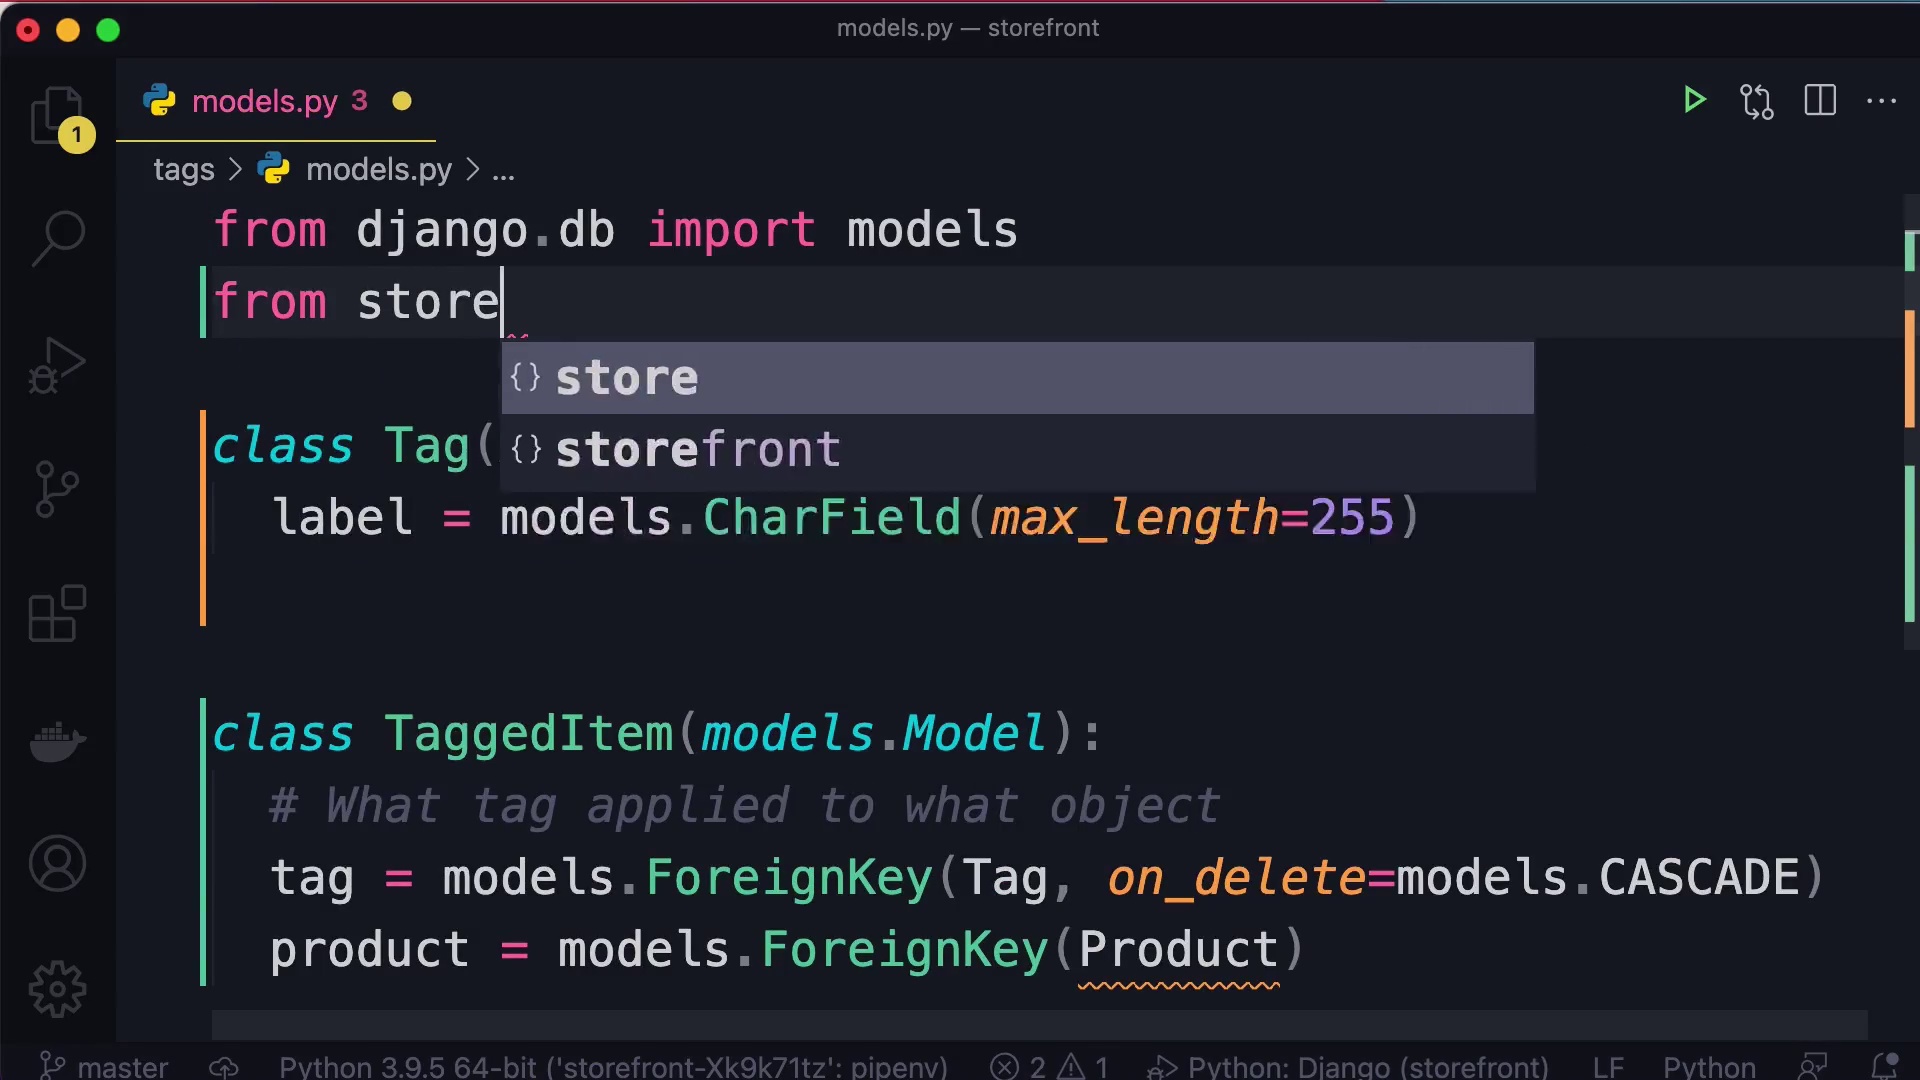 models.py — storefront
models.py 3
1
tags > models.py > ...
from django.db import models
from store
{} store
{} storefront
class Tag(
label = models.CharField(max_length=255)
class TaggedItem(models.Model):
# What tag applied to what object
tag = models.ForeignKey(Tag, on_delete=models.CASCADE)
product = models.ForeignKey(Product)
master Python 3.9.5 64-bit ('storefront-Xk9k71tz': pipenv) 2 1 Python: Django (storefront) LF Python